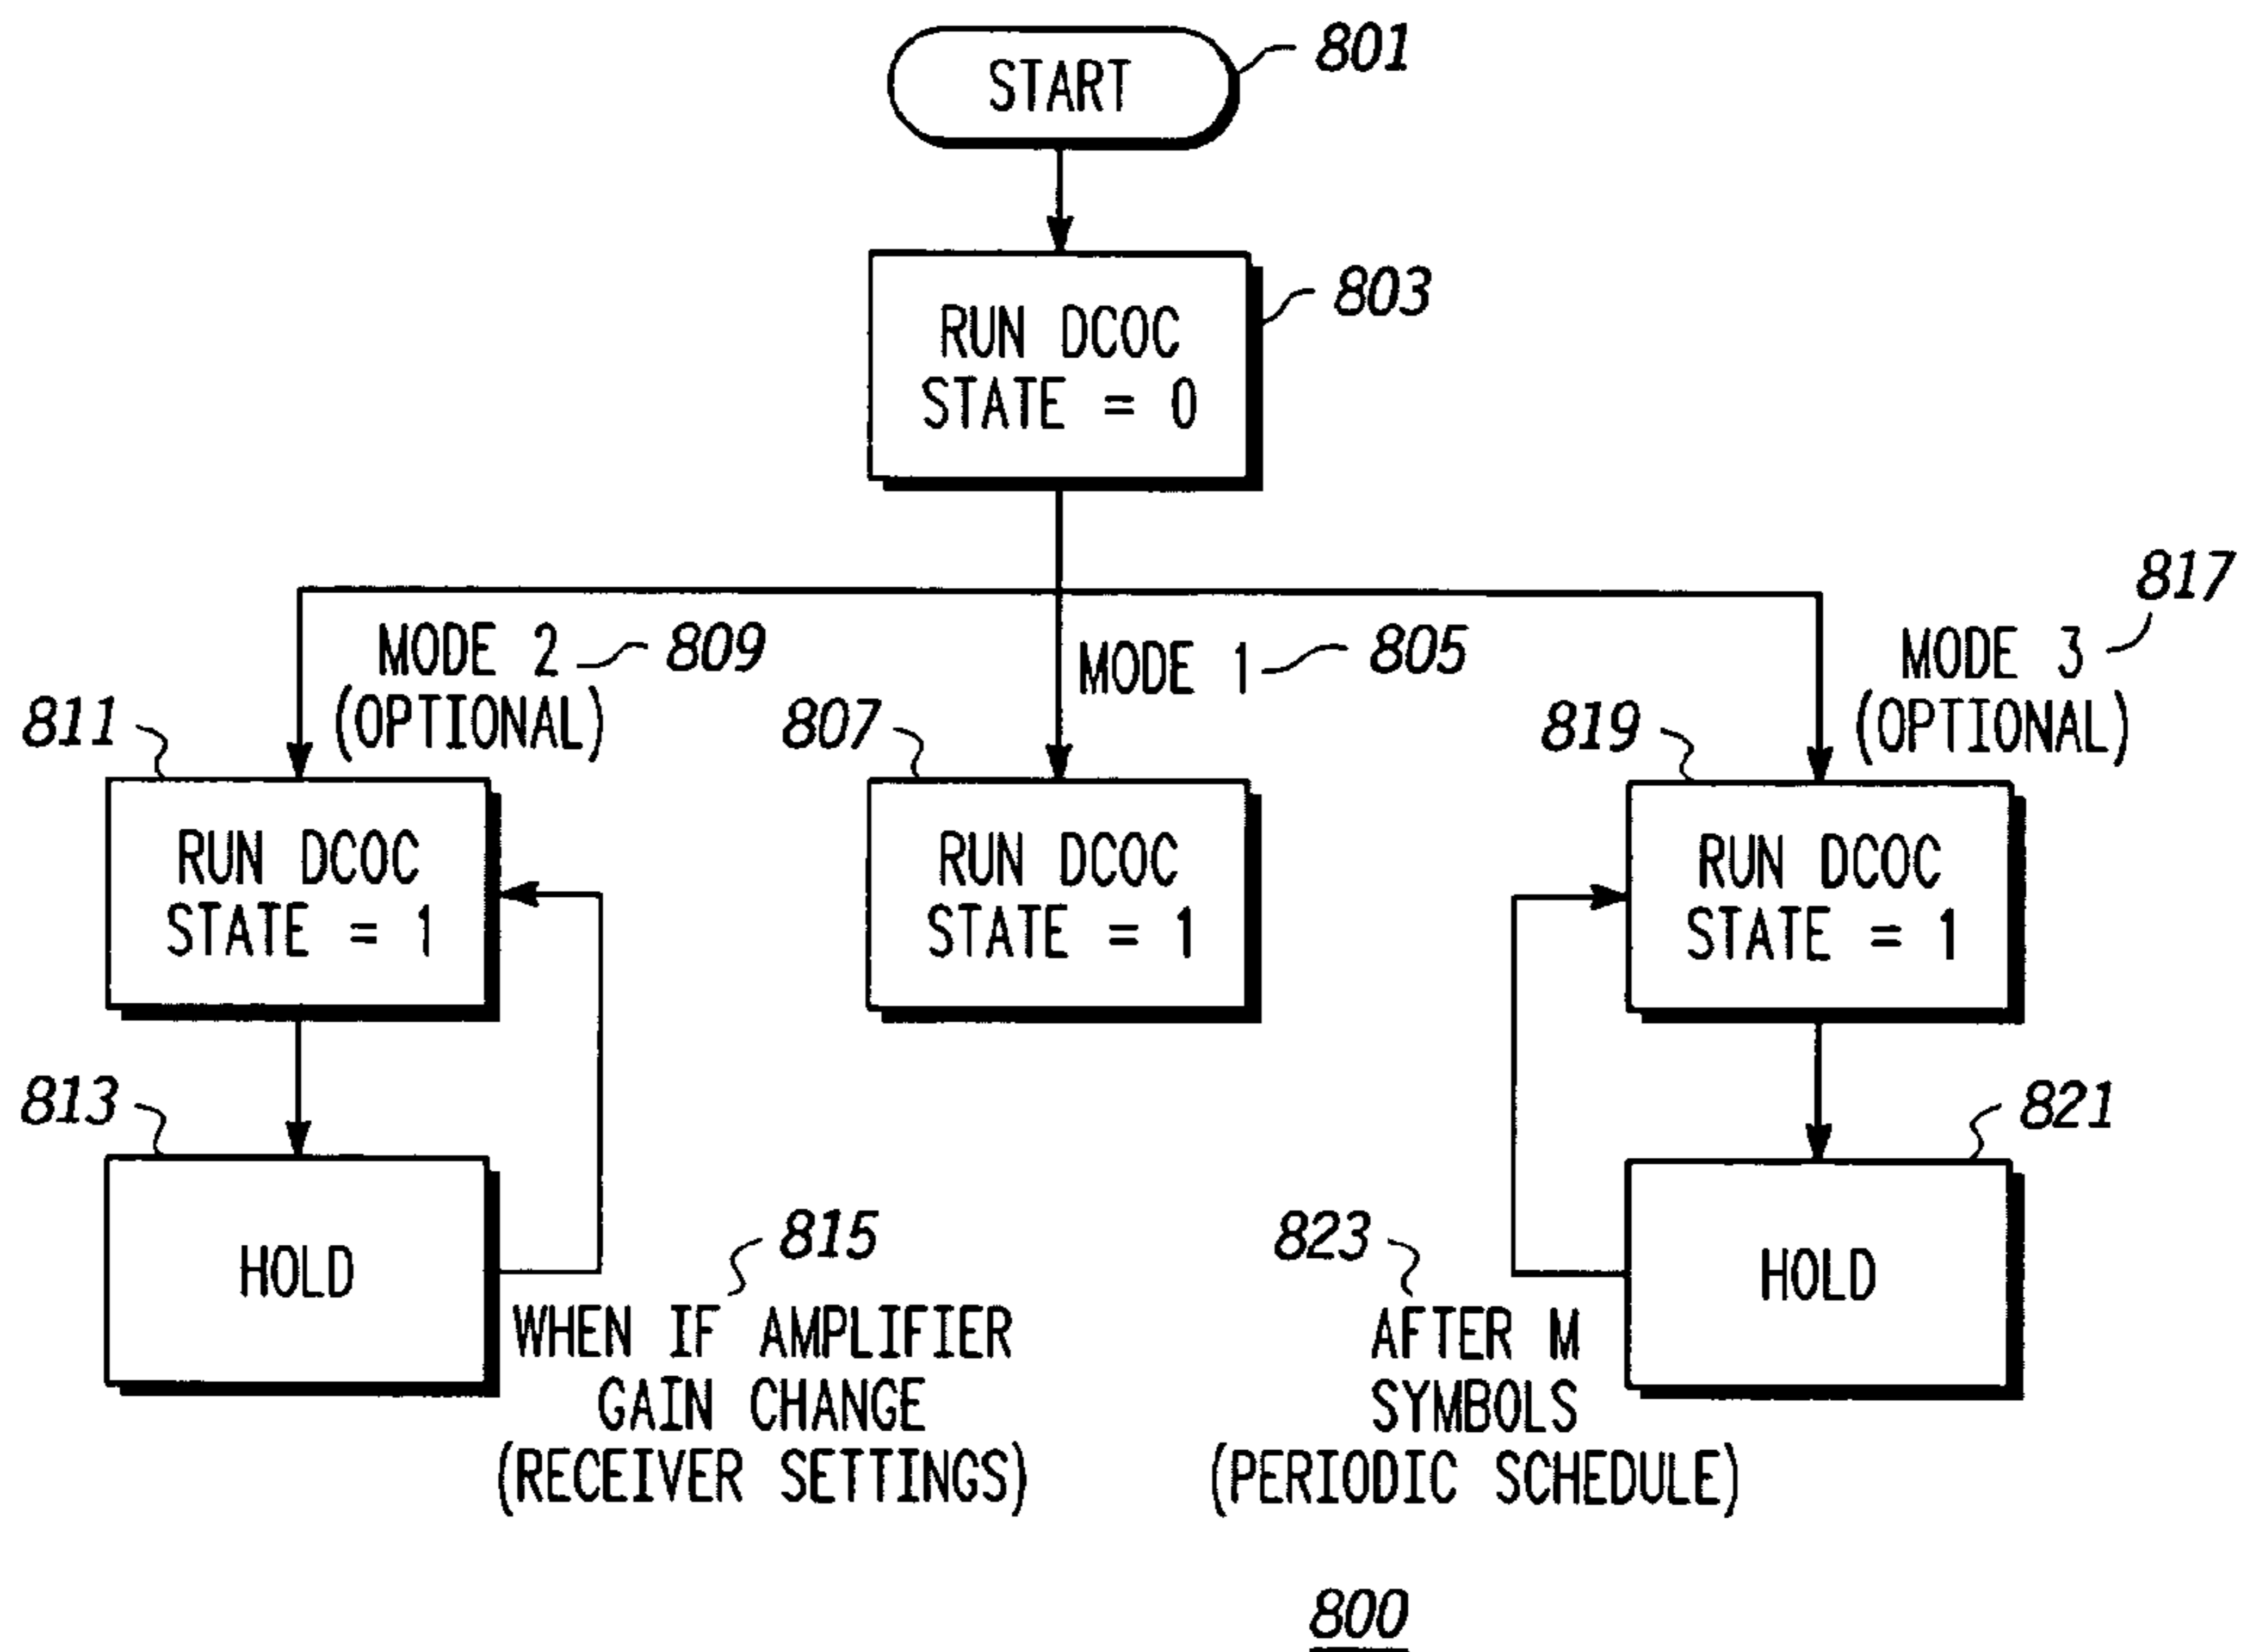 START
801
RUN DCOC
STATE = 0
803
817
MODE 2
809
(OPTIONAL)
MODE 1
805
MODE 3
(OPTIONAL)
811
807
819
RUN DCOC
STATE = 1
RUN DCOC
STATE = 1
RUN DCOC
STATE = 1
813
821
HOLD
815
WHEN IF AMPLIFIER
GAIN CHANGE
(RECEIVER SETTINGS)
823
AFTER M
SYMBOLS
(PERIODIC SCHEDULE)
HOLD
800